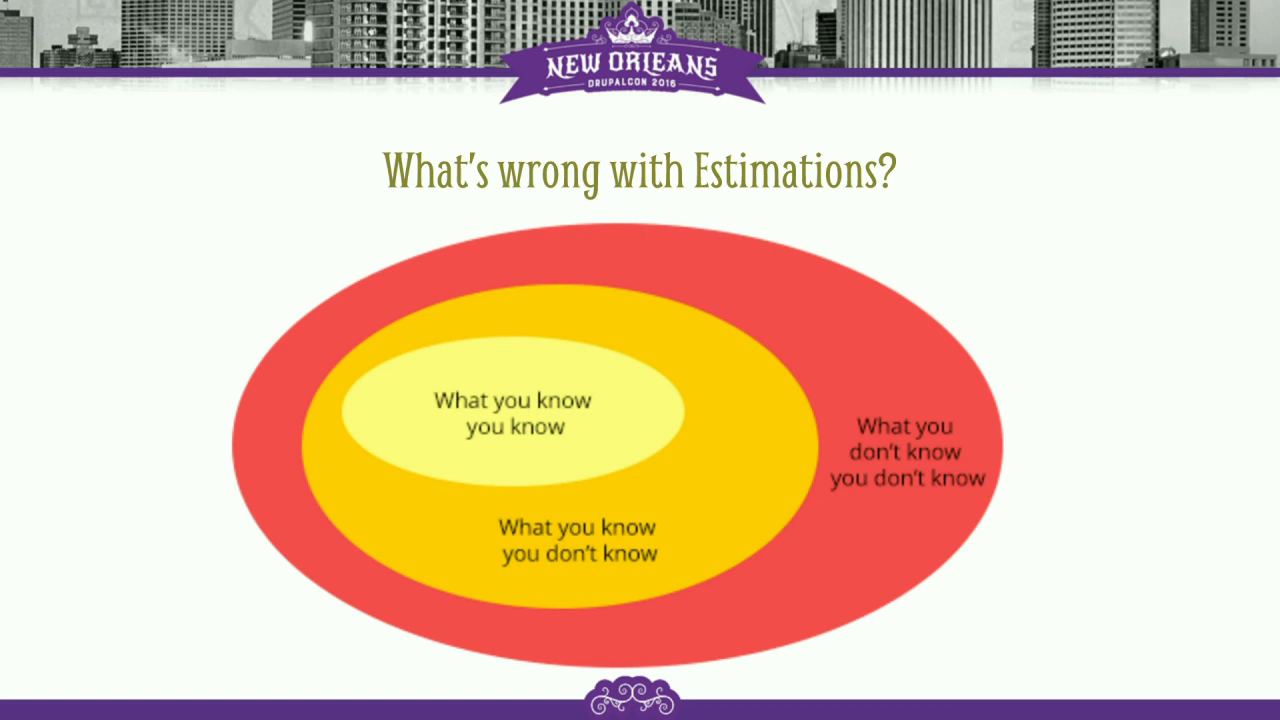 NEW ORLEANS
DRUPALCON 2016
What's wrong with Estimations?
What you know
you know
What you
don't know
you don't know
What you know
you don't know